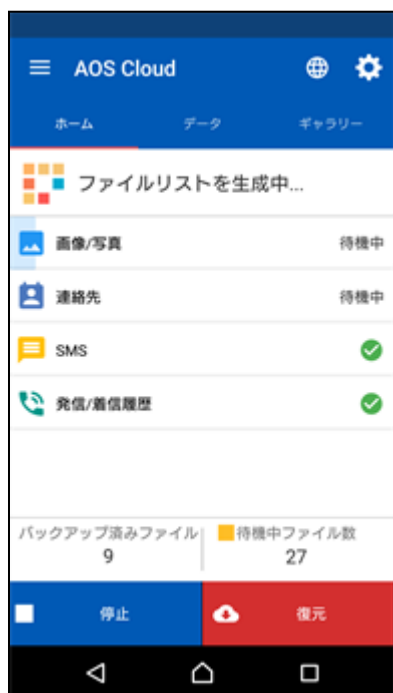 AOS Cloud
ホーム データ ギャラリー
ファイルリストを生成中...
画像/写真 待機中
連絡先 待機中
SMS
発信/着信履歴
バックアップ済みファイル 待機中ファイル数
9 27
停止 復元